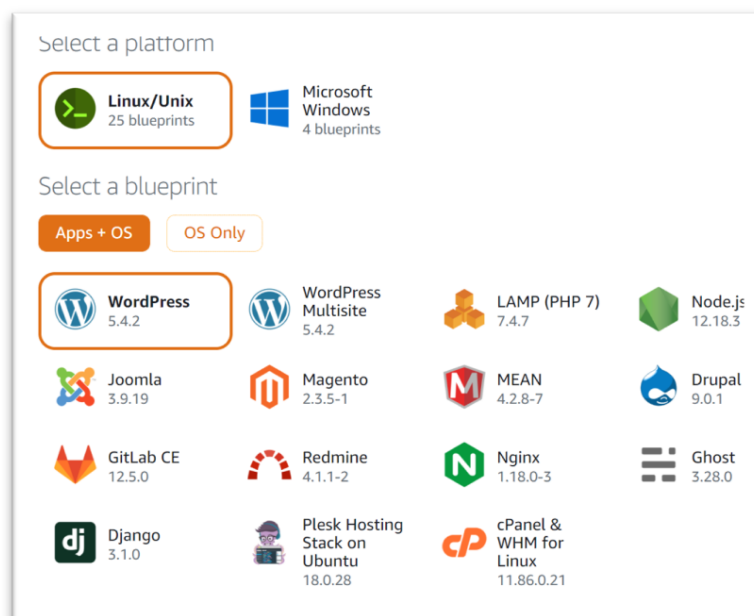 Select a platform
Linux/Unix
25 blueprints
Microsoft
Windows
4 blueprints
Select a blueprint
Apps + OS
OS Only
WordPress
5.4.2
WordPress
Multisite
5.4.2
LAMP (PHP 7)
7.4.7
Node.js
12.18.3
Joomla
3.9.19
Magento
2.3.5-1
MEAN
4.2.8-7
Drupal
9.0.1
GitLab CE
12.5.0
Redmine
4.1.1-2
Nginx
1.18.0-3
Ghost
3.28.0
dj
Django
3.1.0
Plesk Hosting
Stack on
Ubuntu
18.0.28
cP
cPanel &
WHM for
Linux
11.86.0.21